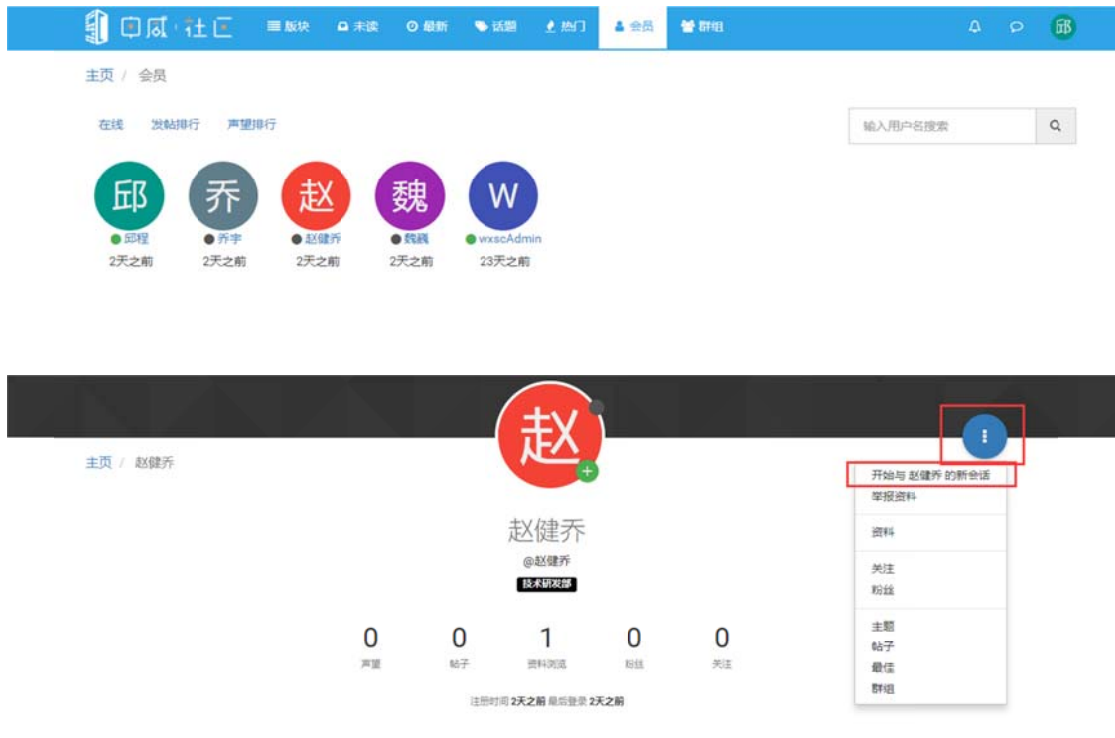 申威·社区 版块 未读 最新 话题 热门 会员 群组 邱
主页 / 会员
在线 发帖排行 声望排行 输入用户名搜索
邱 乔 赵 魏 W
邱程 乔宇 赵健乔 魏巍 wxscAdmin
2天之前 2天之前 2天之前 2天之前 23天之前
赵
主页 / 赵健乔
开始与 赵健乔 的新会话
举报资料
赵健乔
@赵健乔
技术研发部
资料
关注
粉丝
0 0 1 0 0
声望 帖子 资料浏览 粉丝 关注
主题
帖子
最佳
群组
注册时间 2天之前 最后登录 2天之前